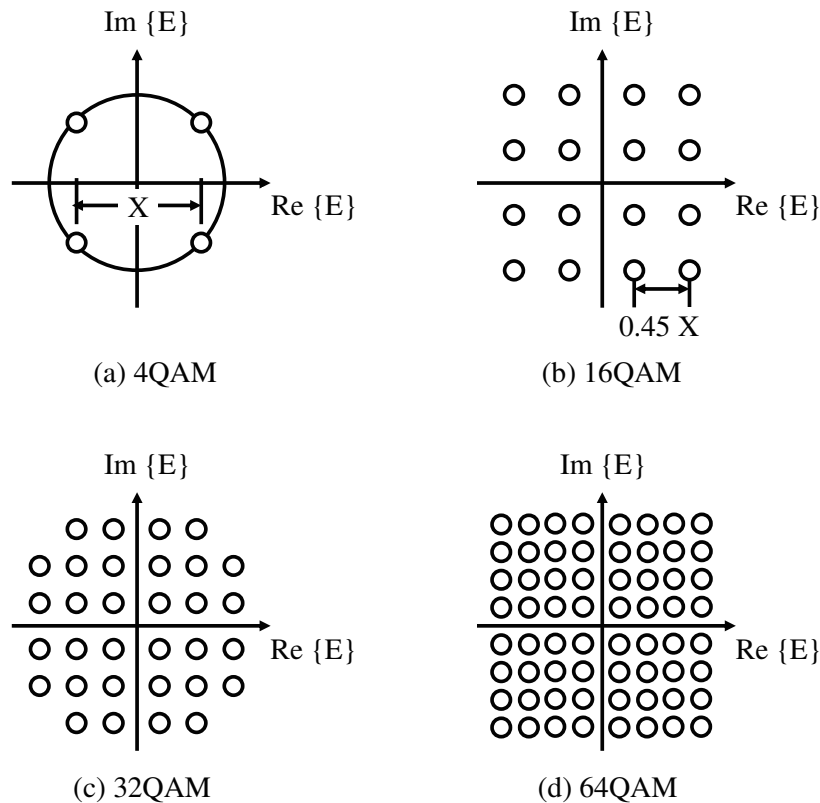 Im {E}
Re {E}
X
(a) 4QAM
Im {E}
Re {E}
0.45 X
(b) 16QAM
Im {E}
Re {E}
(c) 32QAM
Im {E}
Re {E}
(d) 64QAM